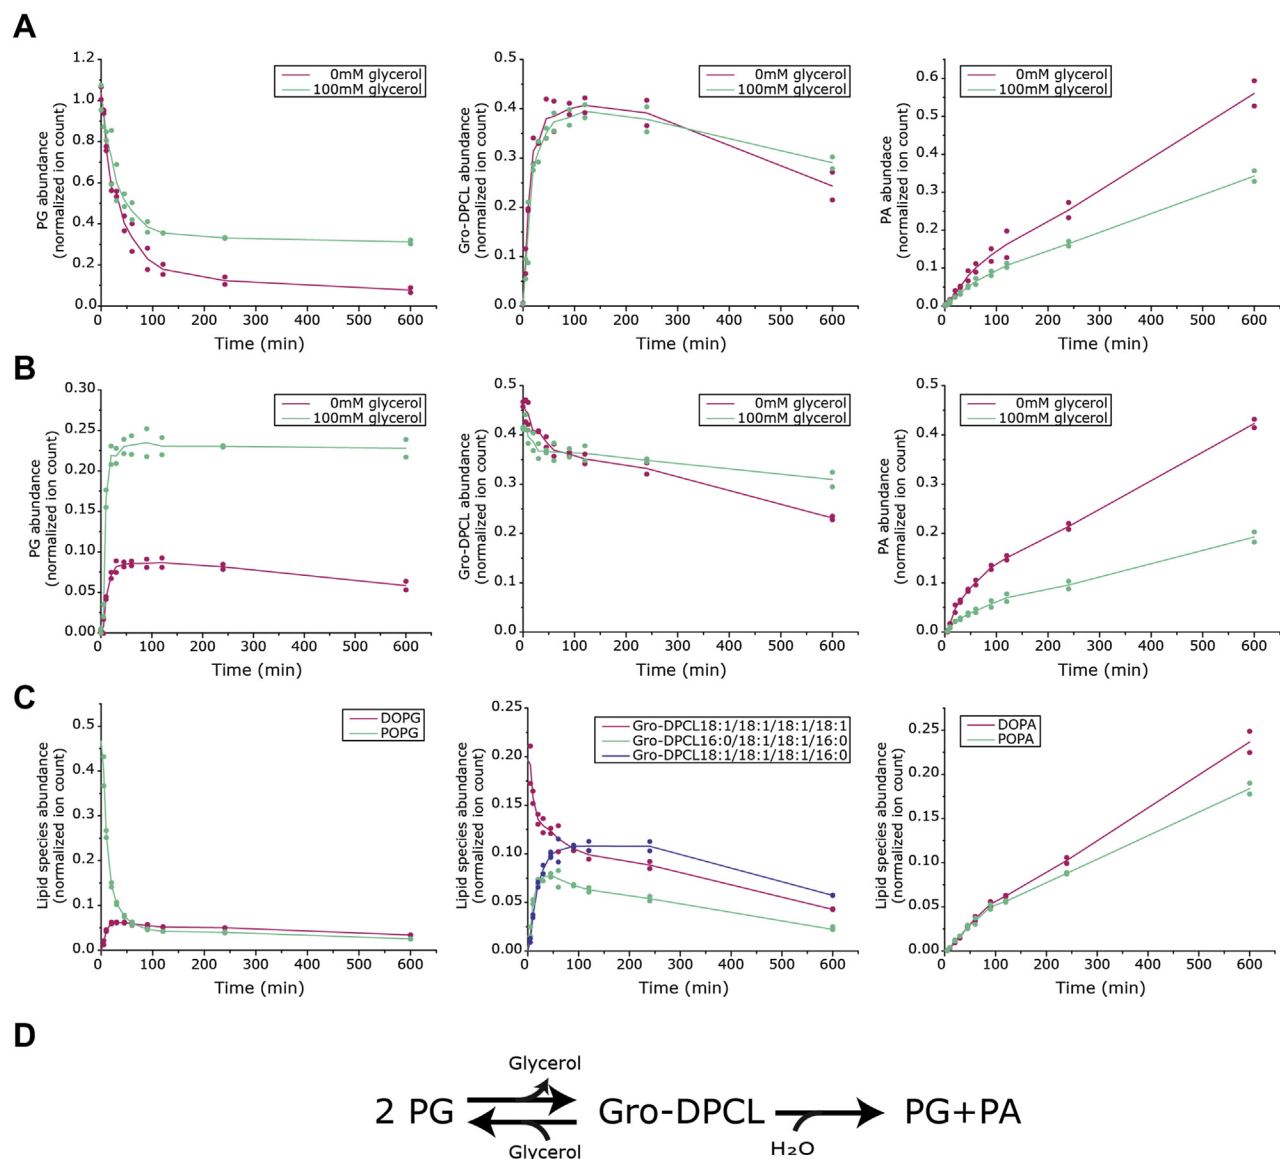 A
PG abundance
(normalized ion count)
1.2
1.0
0.8
0.6
0.4
0.2
0.0
0mM glycerol
100mM glycerol
0 100 200 300 400 500 600
Time (min)
Gro-DPCL abundance
(normalized ion count)
0.5
0.4
0.3
0.2
0.1
0.0
0mM glycerol
100mM glycerol
0 100 200 300 400 500 600
Time (min)
PA abundace
(normalized ion count)
0.6
0.5
0.4
0.3
0.2
0.1
0.0
0mM glycerol
100mM glycerol
0 100 200 300 400 500 600
Time (min)
B
PG abundance
(normalized ion count)
0.30
0.25
0.20
0.15
0.10
0.05
0.00
0mM glycerol
100mM glycerol
0 100 200 300 400 500 600
Time (min)
Gro-DPCL abundance
(normalized ion count)
0.5
0.4
0.3
0.2
0.1
0.0
0mM glycerol
100mM glycerol
0 100 200 300 400 500 600
Time (min)
PA abundance
(normalized ion count)
0.5
0.4
0.3
0.2
0.1
0.0
0mM glycerol
100mM glycerol
0 100 200 300 400 500 600
Time (min)
C
Lipid species abundance
(normalized ion count)
0.5
0.4
0.3
0.2
0.1
0.0
DOPG
POPG
0 100 200 300 400 500 600
Time (min)
Lipid species abundance
(normalized ion count)
0.25
0.20
0.15
0.10
0.05
0.00
Gro-DPCL18:1/18:1/18:1/18:1
Gro-DPCL16:0/18:1/18:1/16:0
Gro-DPCL18:1/18:1/18:1/16:0
0 100 200 300 400 500 600
Time (min)
Lipid species abundance
(normalized ion count)
0.25
0.20
0.15
0.10
0.05
0.00
DOPA
POPA
0 100 200 300 400 500 600
Time (min)
D
Glycerol
2 PG Gro-DPCL PG+PA
Glycerol
H₂O